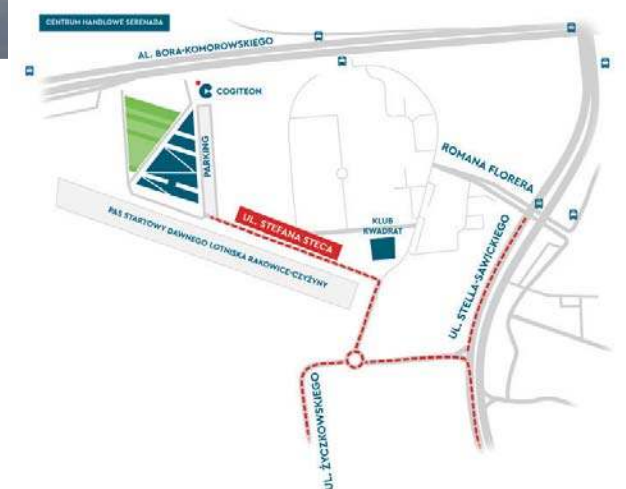 CENTRUM HANDLOWE SERENADA
AL. BORA-KOMOROWSKIEGO
COGITEON
PARKING
ROMANA FLORERA
UL. STEFANA STECA
KLUB
KWADRAT
PAS STARTOWY DAWNEGO LOTNISKA RAKOWICE-CZYŻYNY
UL. STELLA-SAWICKIEGO
UL. ŻYCZKOWSKIEGO